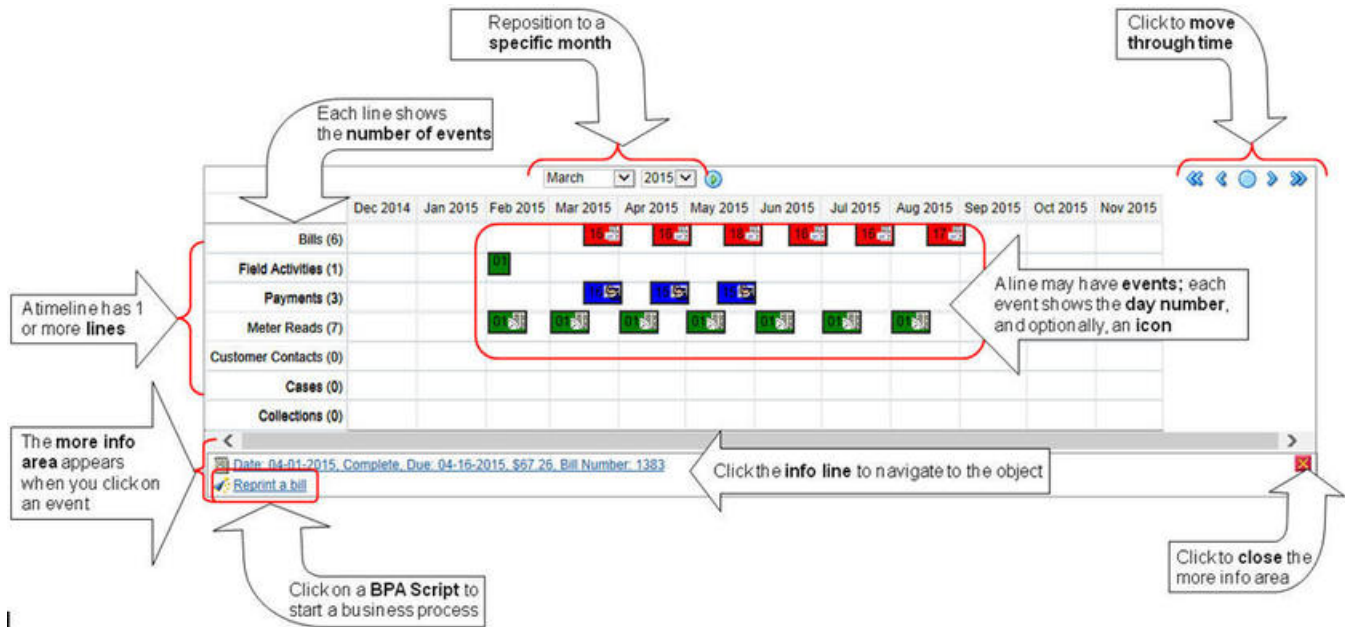 Reposition to a
specific month
Click to move
through time
Each line shows
the number of events
March 2015
Dec 2014 Jan 2015 Feb 2015 Mar 2015 Apr 2015 May 2015 Jun 2015 Jul 2015 Aug 2015 Sep 2015 Oct 2015 Nov 2015
Bills (6) 16 16 18 16 16 17
Field Activities (1) 01
Payments (3) 15 15
Meter Reads (7) 01 01 01 01 01 01 01
Customer Contacts (0)
Cases (0)
Collections (0)
A timeline has 1
or more lines
A line may have events; each
event shows the day number,
and optionally, an icon
The more info
area appears
when you click on
an event
Date: 04-01-2015, Complete, Due: 04-16-2015, $67.26, Bill Number: 1383
Reprint a bill
Click the info line to navigate to the object
Click on a BPA Script to
start a business process
Click to close the
more info area